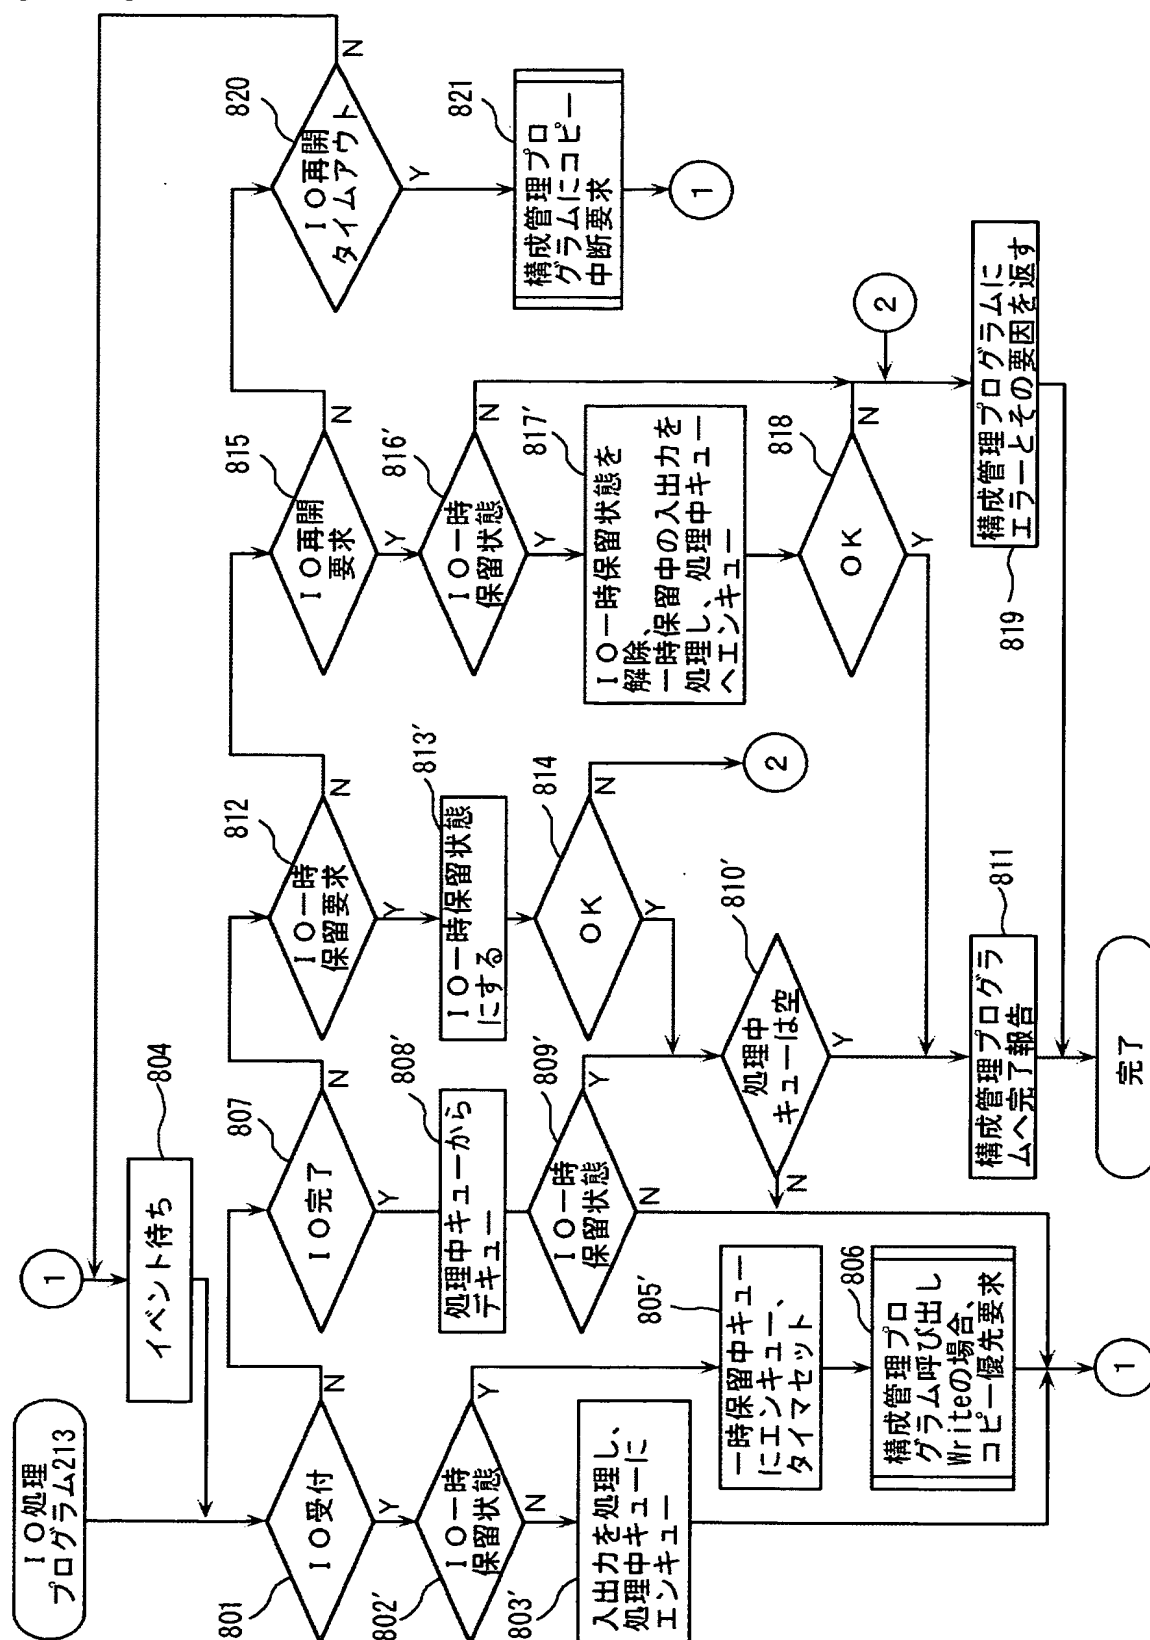 IO処理
プログラム213
1
イベント待ち
804
IO受付
801
N
Y
IO一時
保留状態
802′
Y
N
入出力を処理し、
処理中キューに
エンキュー
803′
一時保留中キュー
にエンキュー、
タイマセット
805′
構成管理プロ
グラム呼び出し
Writeの場合、
コピー優先要求
806
1
IO完了
807
N
Y
処理中キューから
デキュー
808′
IO一時
保留状態
809′
Y
N
処理中
キューは空
810′
N
Y
構成管理プログラ
ムへ完了報告
811
完了
IO一時
保留要求
812
N
Y
IO一時保留状態
にする
813′
OK
814
N
Y
2
IO再開
要求
815
N
Y
IO一時
保留状態
816′
N
Y
IO一時保留状態を
解除、
一時保留中の入出力を
処理し、処理中キュー
へエンキュー
817′
OK
818
N
Y
2
構成管理プログラムに
エラーとその要因を返す
819
IO再開
タイムアウト
820
N
Y
構成管理プロ
グラムにコピー
中断要求
821
1